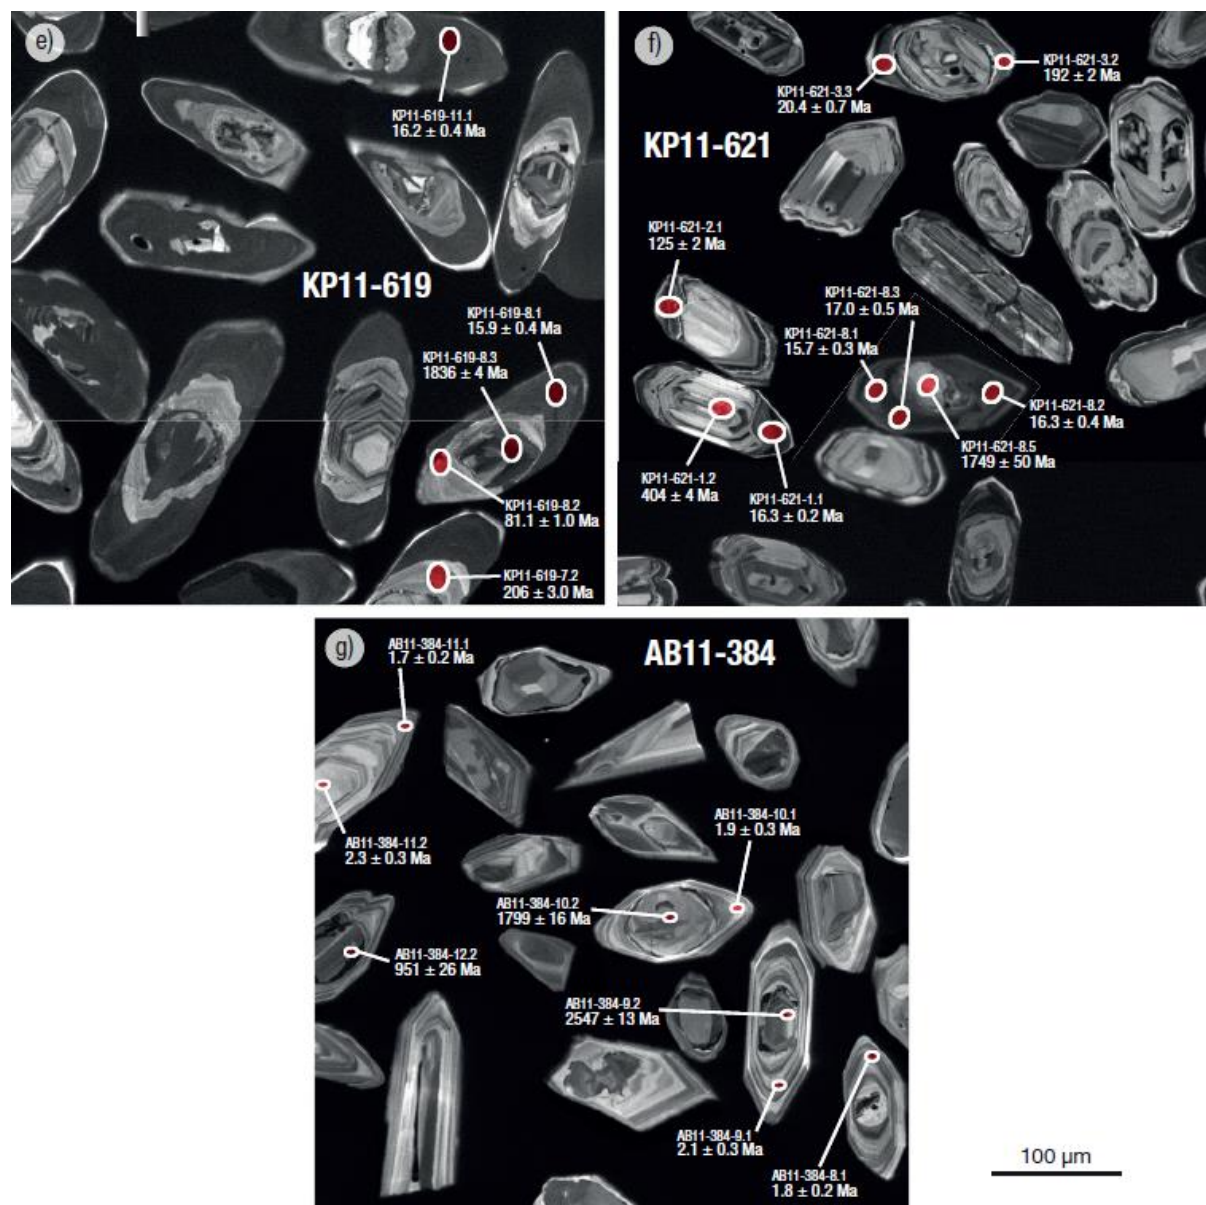 e)
KP11-619-11.1
16.2 ± 0.4 Ma
KP11-619
KP11-619-8.1
15.9 ± 0.4 Ma
KP11-619-8.3
1836 ± 4 Ma
KP11-619-8.2
81.1 ± 1.0 Ma
KP11-619-7.2
206 ± 3.0 Ma
f)
KP11-621-3.2
192 ± 2 Ma
KP11-621-3.3
20.4 ± 0.7 Ma
KP11-621
KP11-621-2.1
125 ± 2 Ma
KP11-621-8.3
17.0 ± 0.5 Ma
KP11-621-8.1
15.7 ± 0.3 Ma
KP11-621-8.2
16.3 ± 0.4 Ma
KP11-621-8.5
1749 ± 50 Ma
KP11-621-1.2
404 ± 4 Ma
KP11-621-1.1
16.3 ± 0.2 Ma
g)
AB11-384-11.1
1.7 ± 0.2 Ma
AB11-384
AB11-384-10.1
1.9 ± 0.3 Ma
AB11-384-11.2
2.3 ± 0.3 Ma
AB11-384-10.2
1799 ± 16 Ma
AB11-384-12.2
951 ± 26 Ma
AB11-384-9.2
2547 ± 13 Ma
AB11-384-9.1
2.1 ± 0.3 Ma
AB11-384-8.1
1.8 ± 0.2 Ma
100 µm